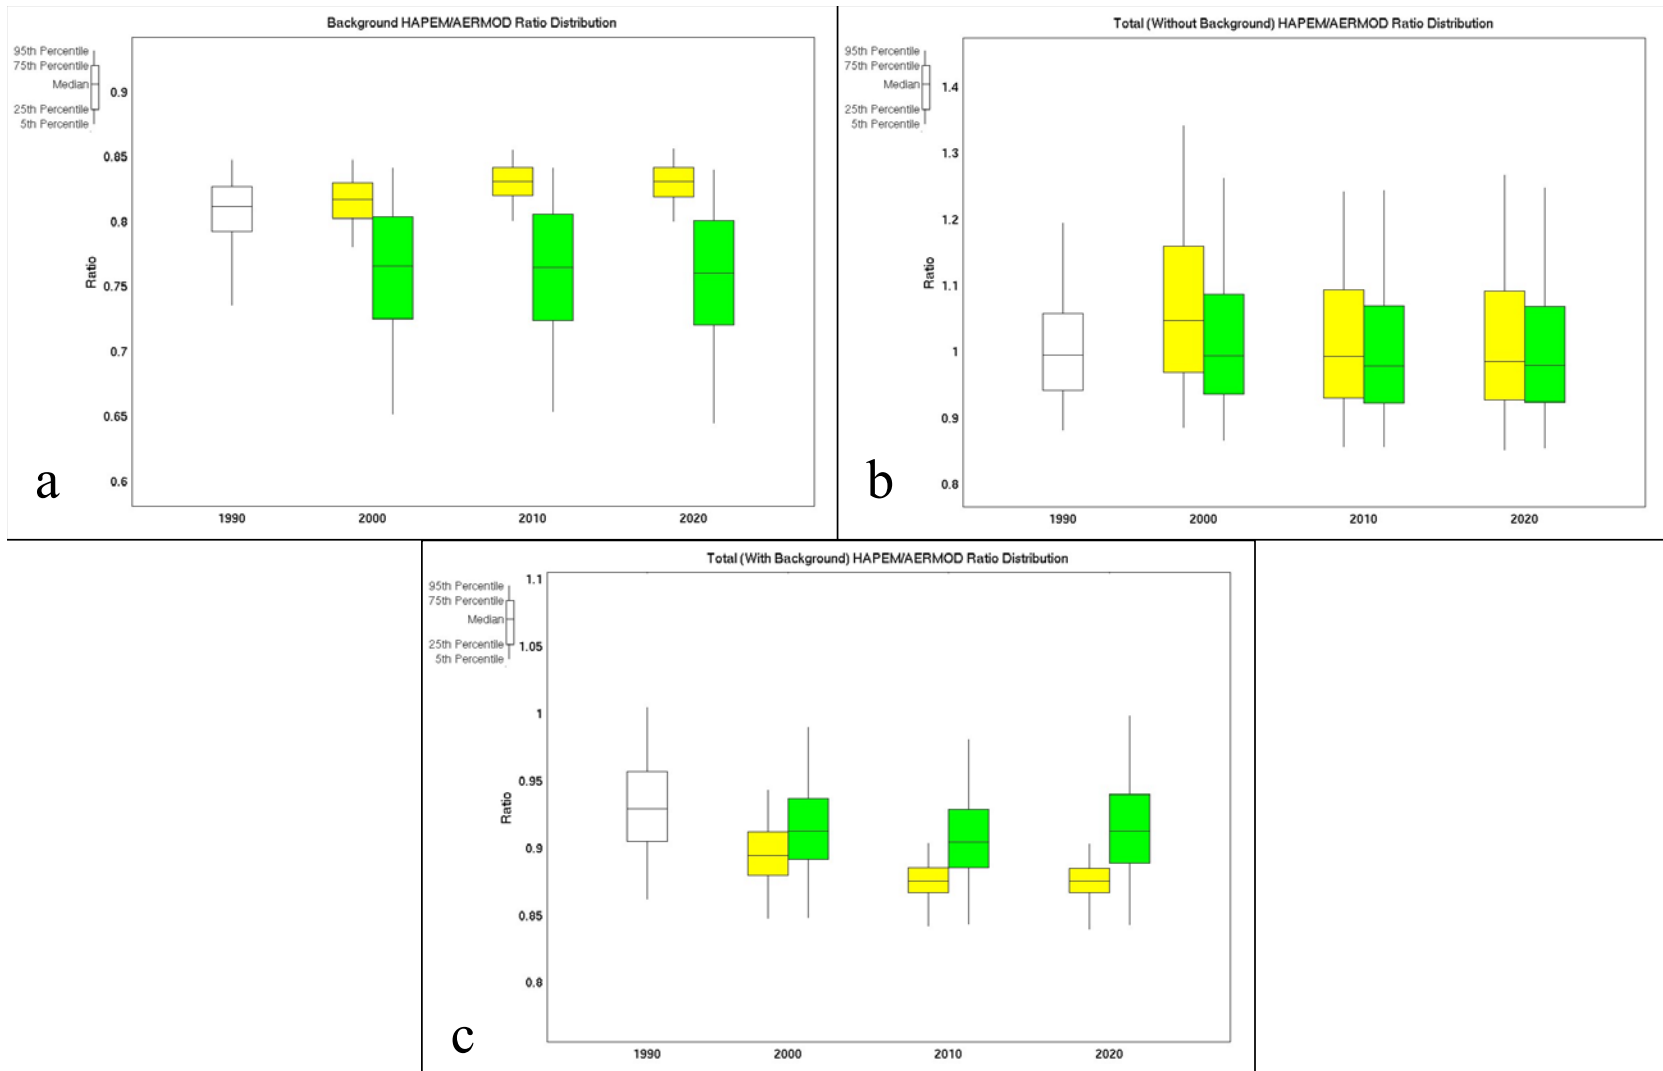 Background HAPEM/AERMOD Ratio Distribution
95th Percentile
75th Percentile
Median
25th Percentile
5th Percentile
0.9
0.85
0.8
0.75
0.7
0.65
0.6
Ratio
1990 2000 2010 2020
a
Total (Without Background) HAPEM/AERMOD Ratio Distribution
95th Percentile
75th Percentile
Median
25th Percentile
5th Percentile
1.4
1.3
1.2
1.1
1
0.9
0.8
Ratio
1990 2000 2010 2020
b
Total (With Background) HAPEM/AERMOD Ratio Distribution
95th Percentile
75th Percentile
Median
25th Percentile
5th Percentile
1.1
1.05
1
0.95
0.9
0.85
0.8
Ratio
1990 2000 2010 2020
c